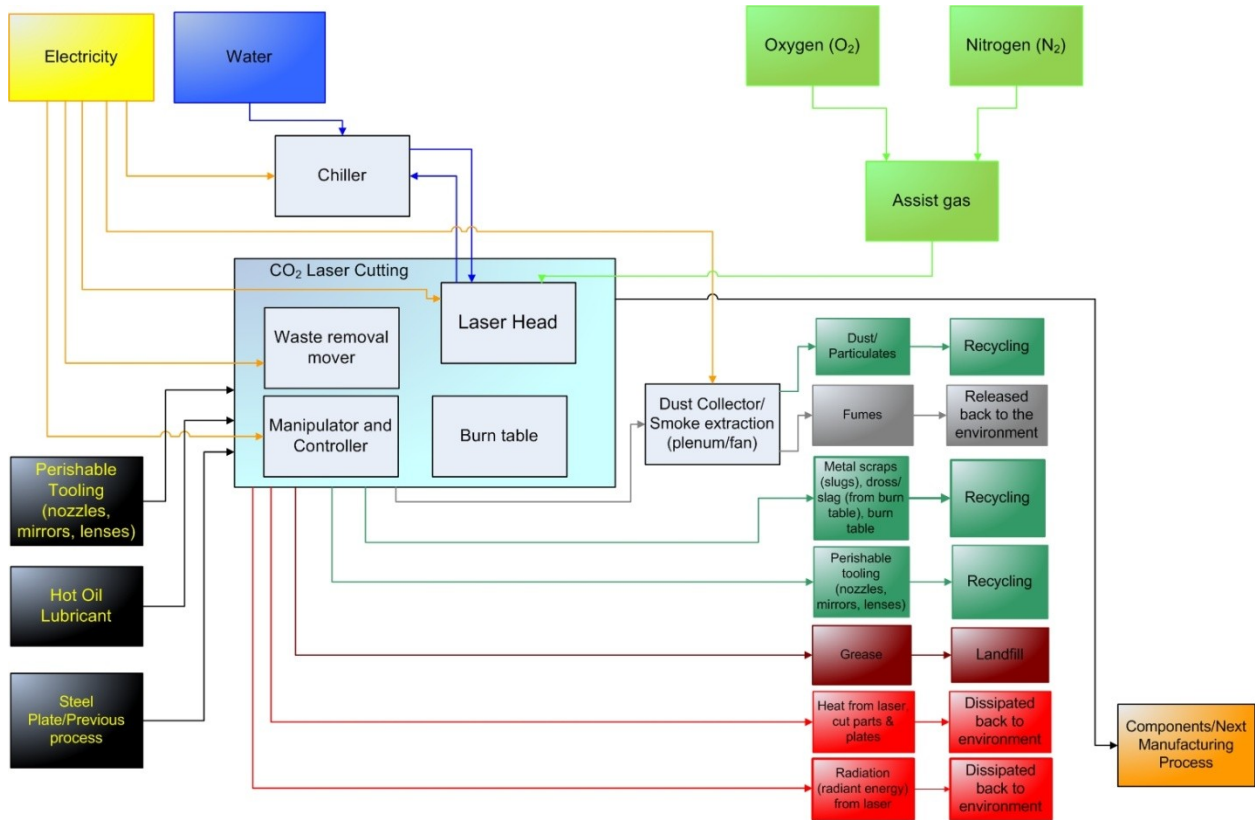 Electricity
Water
Oxygen (O₂)
Nitrogen (N₂)
Chiller
Assist gas
CO₂ Laser Cutting
Laser Head
Waste removal
mover
Manipulator and
Controller
Burn table
Dust Collector/
Smoke extraction
(plenum/fan)
Dust/
Particulates
Recycling
Fumes
Released
back to the
environment
Perishable
Tooling
(nozzles,
mirrors, lenses)
Metal scraps
(slugs), dross/
slag (from burn
table), burn
table
Recycling
Hot Oil
Lubricant
Perishable
tooling
(nozzles,
mirrors, lenses)
Recycling
Grease
Landfill
Steel
Plate/Previous
process
Heat from laser,
cut parts &
plates
Dissipated
back to
environment
Components/Next
Manufacturing
Process
Radiation
(radiant energy)
from laser
Dissipated
back to
environment